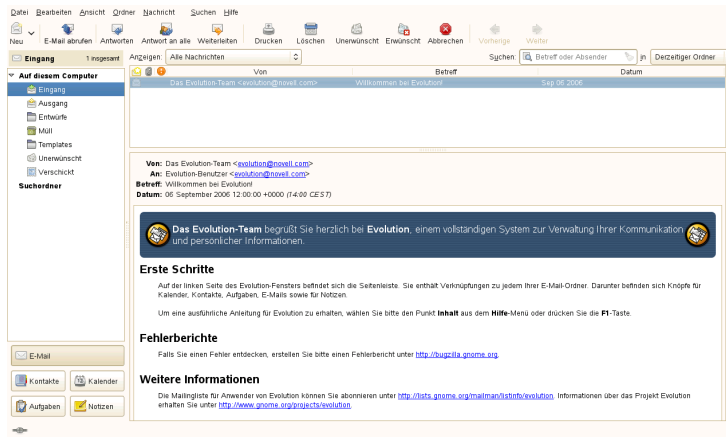 Datei Bearbeiten Ansicht Ordner Nachricht Suchen Hilfe
Neu E-Mail abrufen Antworten Antwort an alle Weiterleiten Drucken Löschen Unerwünscht Erwünscht Abbrechen Vorherige Weiter
Eingang 1 insgesamt Anzeigen: Alle Nachrichten Suchen: Betreff oder Absender in Derzeitiger Ordner
Auf diesem Computer
Eingang
Ausgang
Entwürfe
Müll
Templates
Unerwünscht
Verschickt
Suchordner
Von Betreff Datum
Das Evolution-Team <evolution@novell.com> Willkommen bei Evolution! Sep 06 2006
Von: Das Evolution-Team <evolution@novell.com>
An: Evolution-Benutzer <evolution@novell.com>
Betreff: Willkommen bei Evolution!
Datum: 06 September 2006 12:00:00 +0000 (14:00 CEST)
Das Evolution-Team begrüßt Sie herzlich bei Evolution, einem vollständigen System zur Verwaltung Ihrer Kommunikation
und persönlicher Informationen.
Erste Schritte
Auf der linken Seite des Evolution-Fensters befindet sich die Seitenleiste. Sie enthält Verknüpfungen zu jedem Ihrer E-Mail-Ordner. Darunter befinden sich Knöpfe für
Kalender, Kontakte, Aufgaben, E-Mails sowie für Notizen.
Um eine ausführliche Anleitung für Evolution zu erhalten, wählen Sie bitte den Punkt Inhalt aus dem Hilfe-Menü oder drücken Sie die F1-Taste.
Fehlerberichte
Falls Sie einen Fehler entdecken, erstellen Sie bitte einen Fehlerbericht unter http://bugzilla.gnome.org.
Weitere Informationen
Die Mailingliste für Anwender von Evolution können Sie abonnieren unter http://lists.gnome.org/mailman/listinfo/evolution. Informationen über das Projekt Evolution
erhalten Sie unter http://www.gnome.org/projects/evolution.
E-Mail
Kontakte Kalender
Aufgaben Notizen